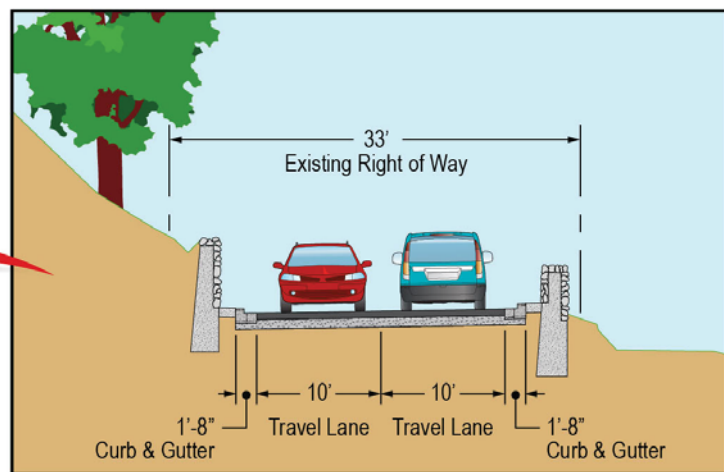 33’
Existing Right of Way
10’
10’
1’-8”
Curb & Gutter
Travel Lane
Travel Lane
1’-8”
Curb & Gutter